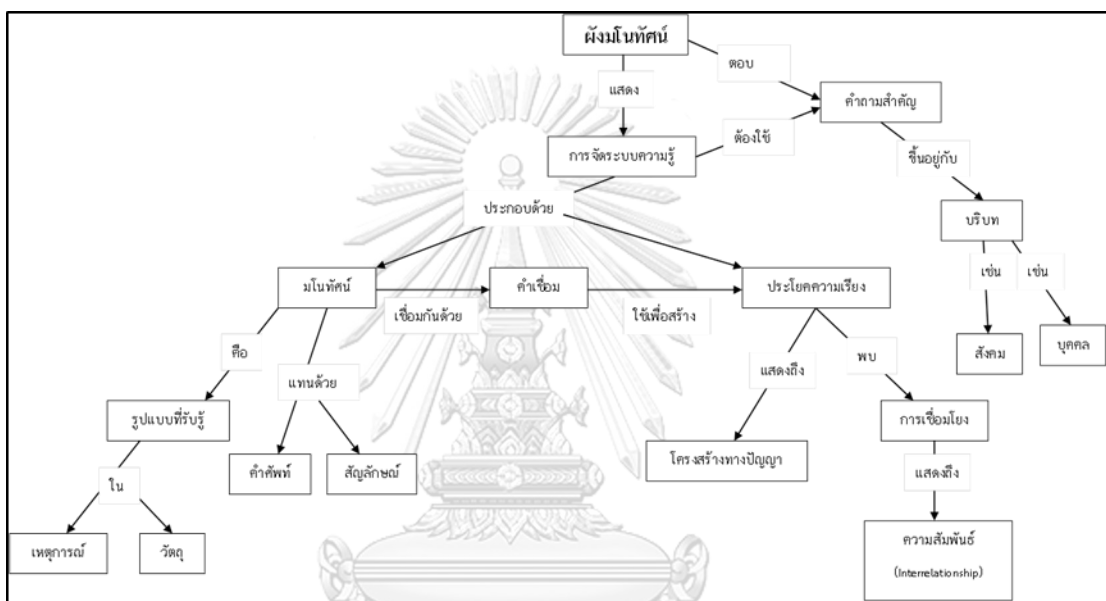 ผังมโนทัศน์
ตอบ
แสดง
คำถามสำคัญ
ต้องใช้
การจัดระบบความรู้
ขึ้นอยู่กับ
ประกอบด้วย
บริบท
มโนทัศน์
คำเชื่อม
ประโยคความเรียง
เช่น
เช่น
เชื่อมกันด้วย
ใช้เพื่อสร้าง
สังคม
บุคคล
คือ
แสดงถึง
พบ
แทนด้วย
รูปแบบที่รับรู้
การเชื่อมโยง
คำศัพท์
สัญลักษณ์
โครงสร้างทางปัญญา
แสดงถึง
ใน
เหตุการณ์
วัตถุ
ความสัมพันธ์
(Interrelationship)